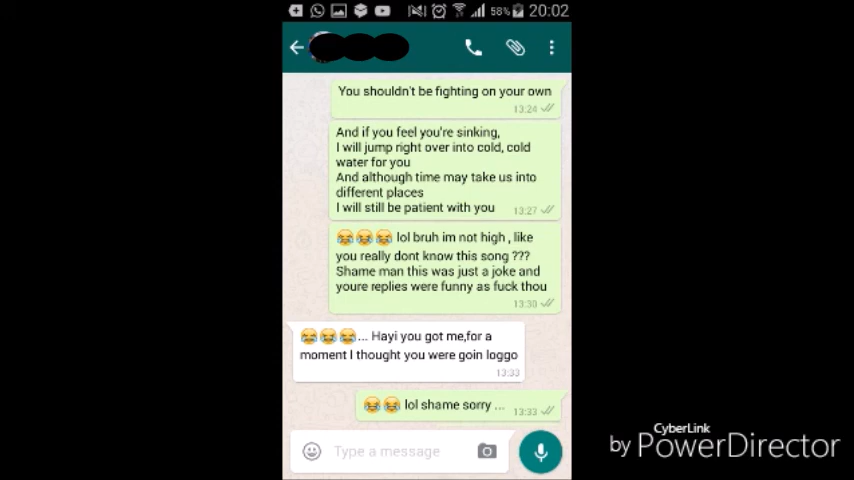 58% 20:02
You shouldn't be fighting on your own
13:24
And if you feel you're sinking,
I will jump right over into cold, cold
water for you
And although time may take us into
different places
I will still be patient with you 13:27
😂😂😂 lol bruh im not high , like
you really dont know this song ???
Shame man this was just a joke and
youre replies were funny as fuck thou
13:30
😂😂😂... Hayi you got me,for a
moment I thought you were goin loggo
13:33
😂😂 lol shame sorry ... 13:33
Type a message
CyberLink
by PowerDirector